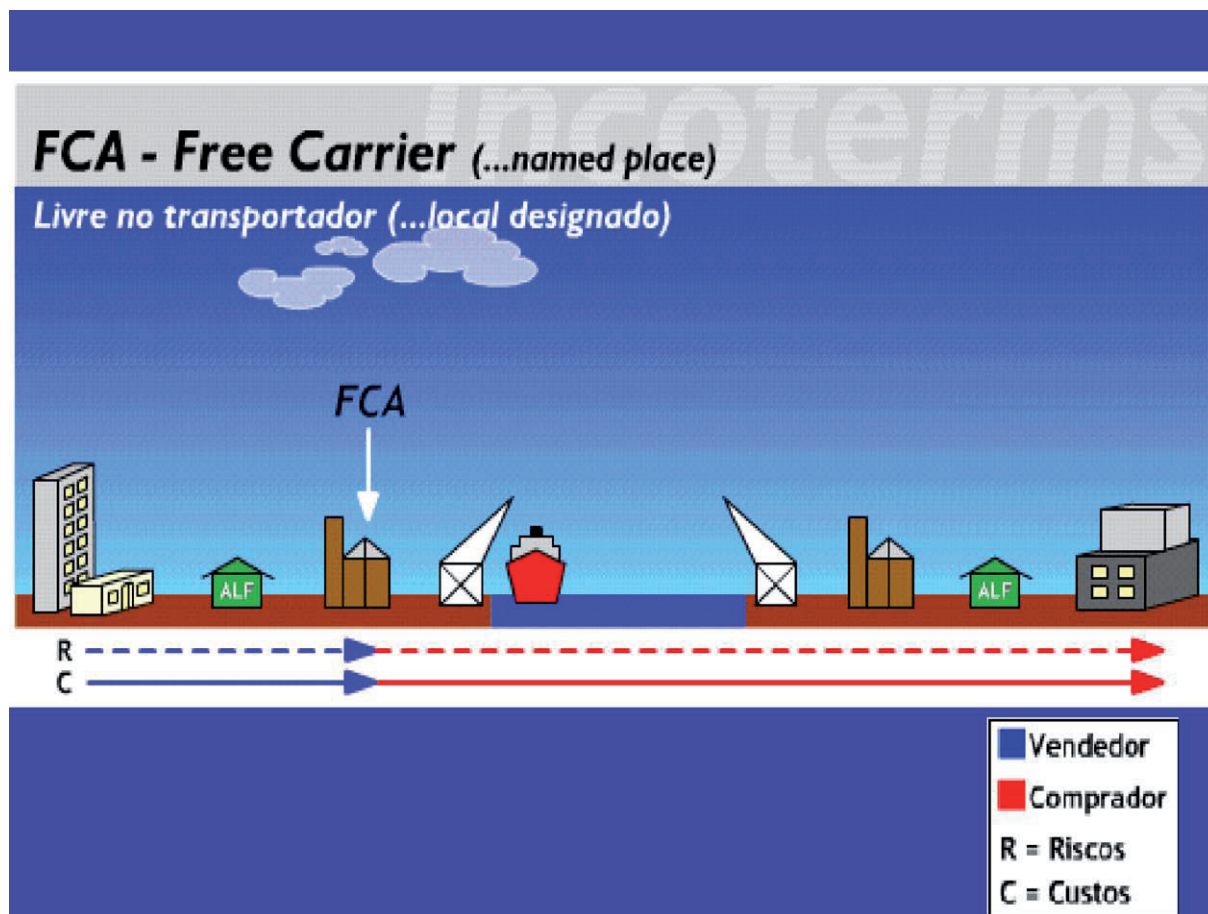 Incoterms
FCA - Free Carrier (...named place)
Livre no transportador (...local designado)
FCA
ALF
ALF
R
C
Vendedor
Comprador
R = Riscos
C = Custos